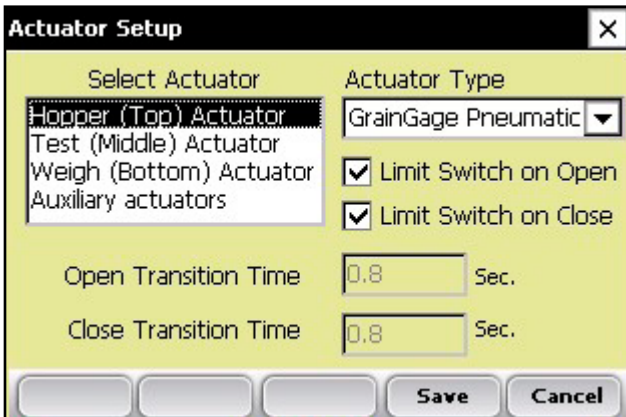 Actuator Setup
Select Actuator
Hopper (Top) Actuator
Test (Middle) Actuator
Weigh (Bottom) Actuator
Auxiliary actuators
Actuator Type
GrainGage Pneumatic
Limit Switch on Open
Limit Switch on Close
Open Transition Time 0.8 Sec.
Close Transition Time 0.8 Sec.
Save Cancel